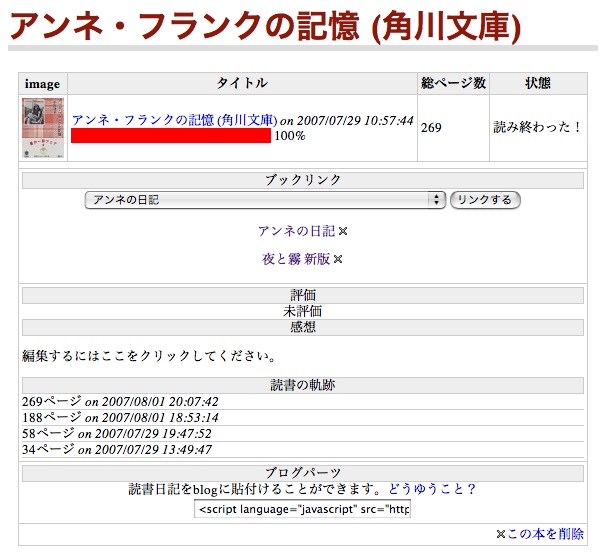 アンネ・フランクの記憶 (角川文庫)
image タイトル 総ページ数 状態
アンネ・フランクの記憶 (角川文庫) on 2007/07/29 10:57:44
100%
269
読み終わった！
ブックリンク
アンネの日記 リンクする
アンネの日記
夜と霧 新版
評価
未評価
感想
編集するにはここをクリックしてください。
読書の軌跡
269ページ on 2007/08/01 20:07:42
188ページ on 2007/08/01 18:53:14
58ページ on 2007/07/29 19:47:52
34ページ on 2007/07/29 13:49:47
ブログパーツ
読書日記をblogに貼付けることができます。どうゆうこと？
<script language="javascript" src="http
この本を削除